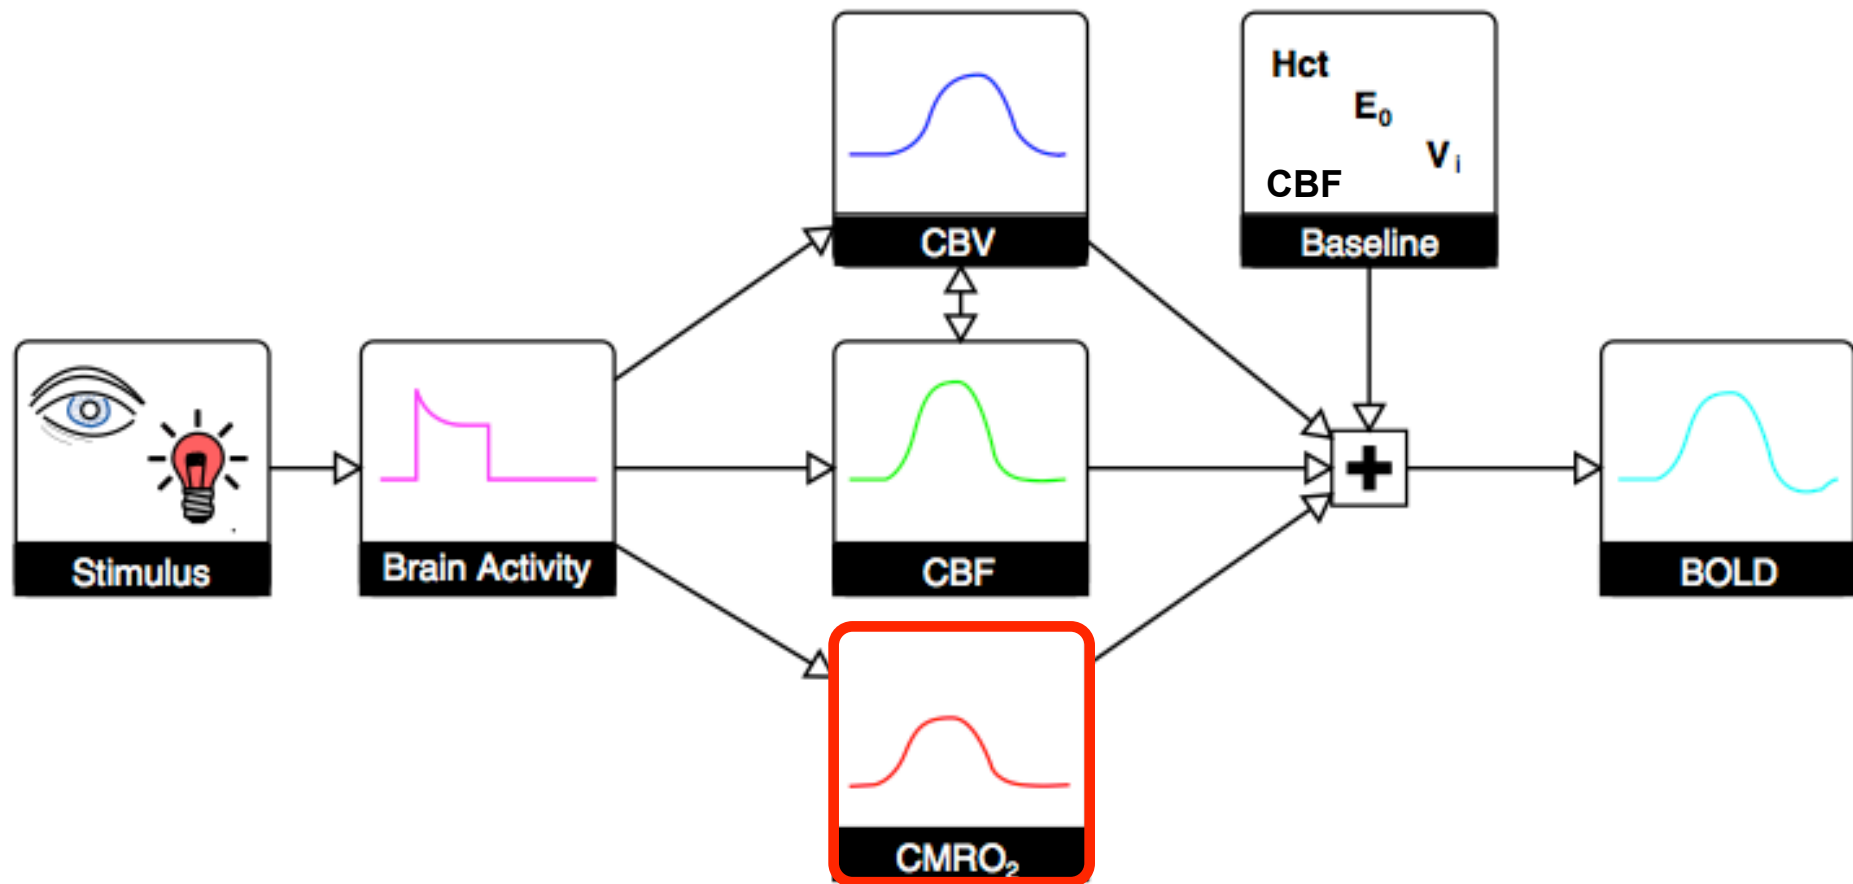 Hct
E₀
Vᵢ
CBF
CBV
Baseline
Stimulus
Brain Activity
CBF
BOLD
CMRO₂